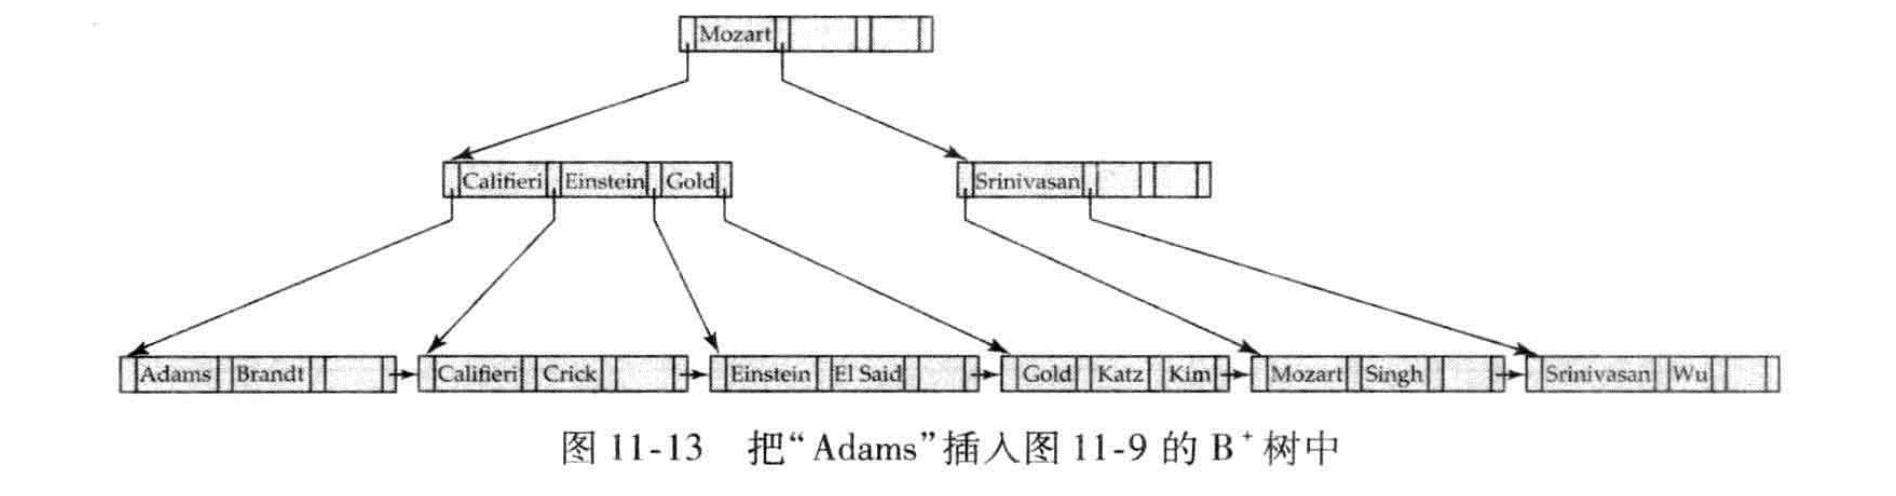 Mozart
Califieri Einstein Gold Srinivasan
Adams Brandt Califieri Crick Einstein El Said Gold Katz Kim Mozart Singh Srinivasan Wu
图 11-13 把“Adams”插入图 11-9 的 B⁺ 树中